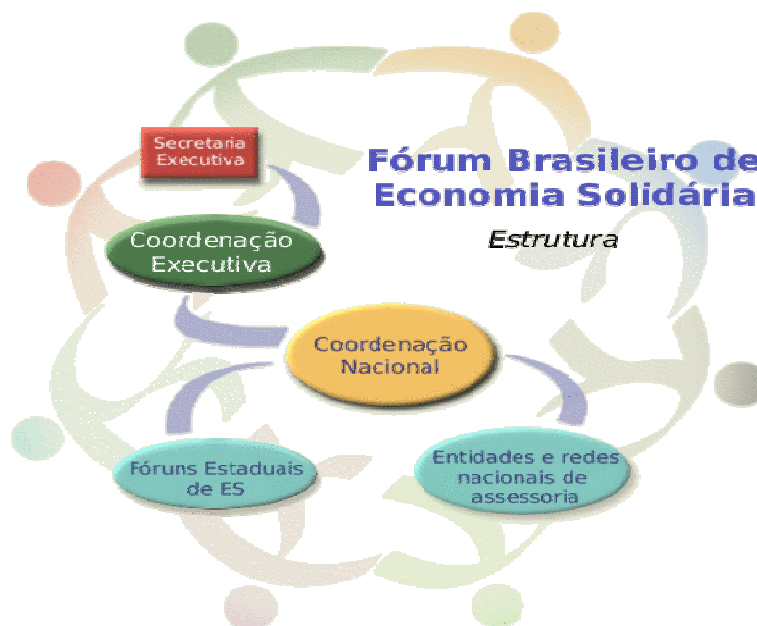 Secretaria
Executiva
Fórum Brasileiro de
Economia Solidária
Estrutura
Coordenação
Executiva
Coordenação
Nacional
Fóruns Estaduais
de ES
Entidades e redes
nacionais de
assessoria